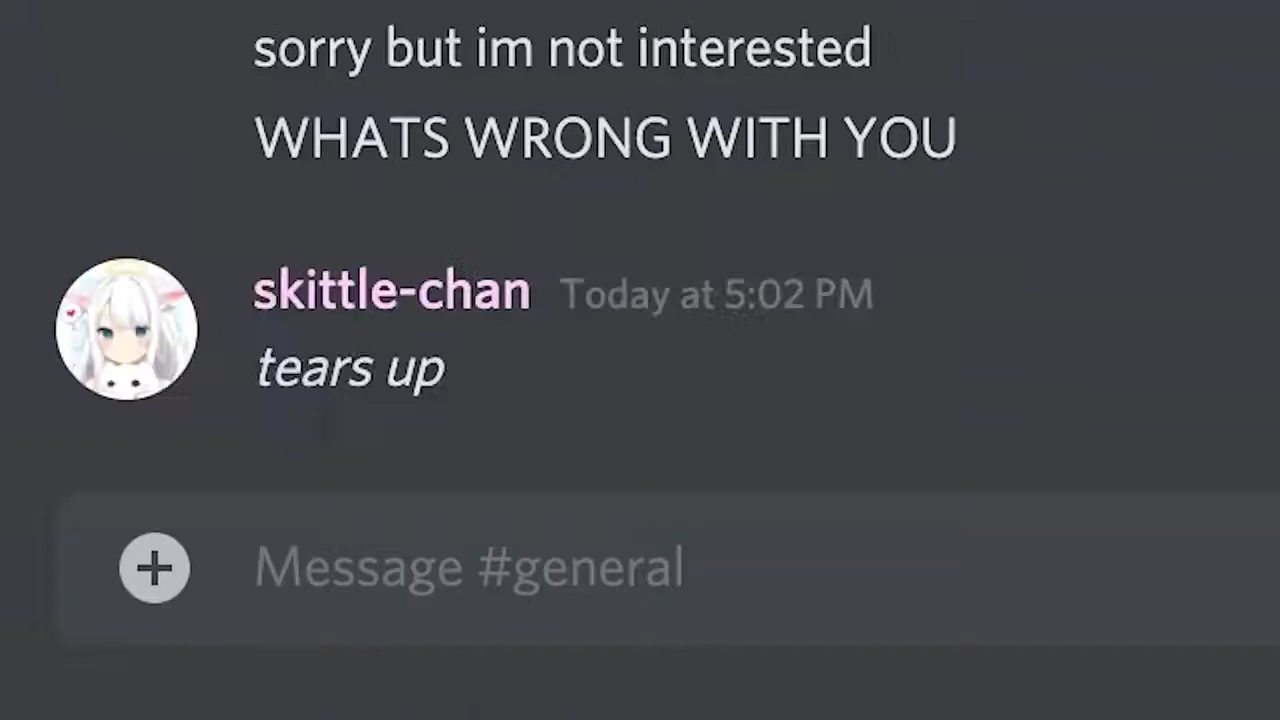 sorry but im not interested
WHATS WRONG WITH YOU
skittle-chan Today at 5:02 PM
tears up
Message #general